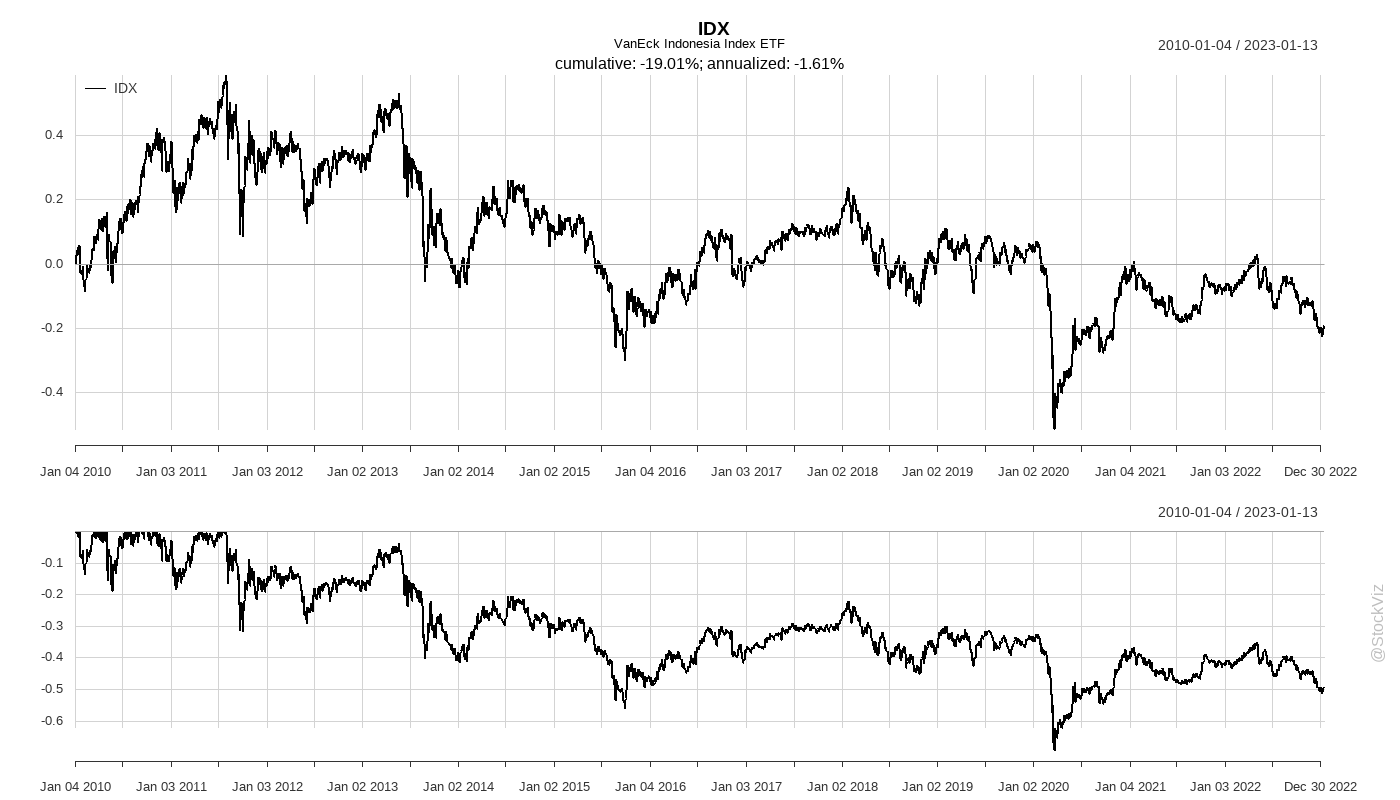 IDX
VanEck Indonesia Index ETF
cumulative: -19.01%; annualized: -1.61%
2010-01-04 / 2023-01-13
IDX
0.4
0.2
0.0
-0.2
-0.4
Jan 04 2010 Jan 03 2011 Jan 03 2012 Jan 02 2013 Jan 02 2014 Jan 02 2015 Jan 04 2016 Jan 03 2017 Jan 02 2018 Jan 02 2019 Jan 02 2020 Jan 04 2021 Jan 03 2022 Dec 30 2022
2010-01-04 / 2023-01-13
-0.1
-0.2
-0.3
-0.4
-0.5
-0.6
Jan 04 2010 Jan 03 2011 Jan 03 2012 Jan 02 2013 Jan 02 2014 Jan 02 2015 Jan 04 2016 Jan 03 2017 Jan 02 2018 Jan 02 2019 Jan 02 2020 Jan 04 2021 Jan 03 2022 Dec 30 2022
@StockViz